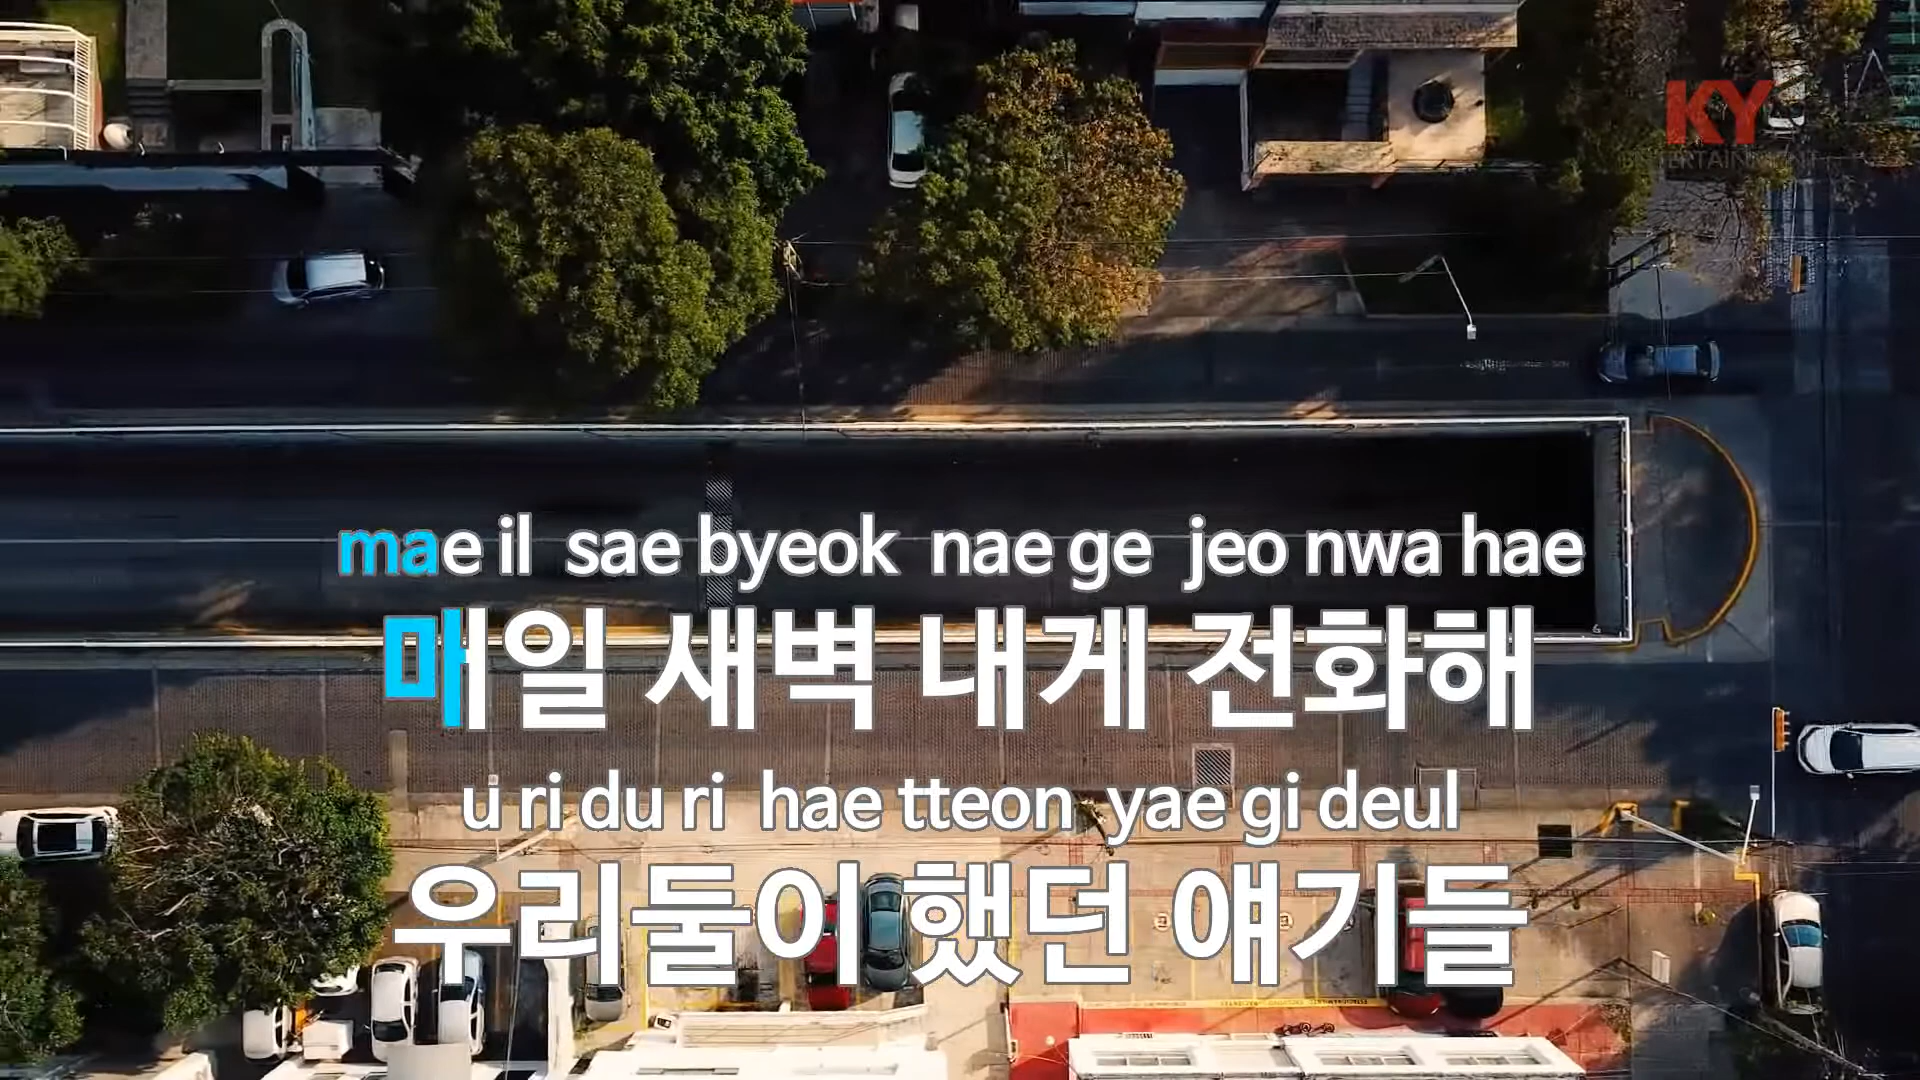 KY
ENTERTAINMENT
mae il sae byeok nae ge jeo nwa hae
매일 새벽 내게 전화해
u ri du ri hae tteon yae gi deul
우리둘이 했던 얘기들